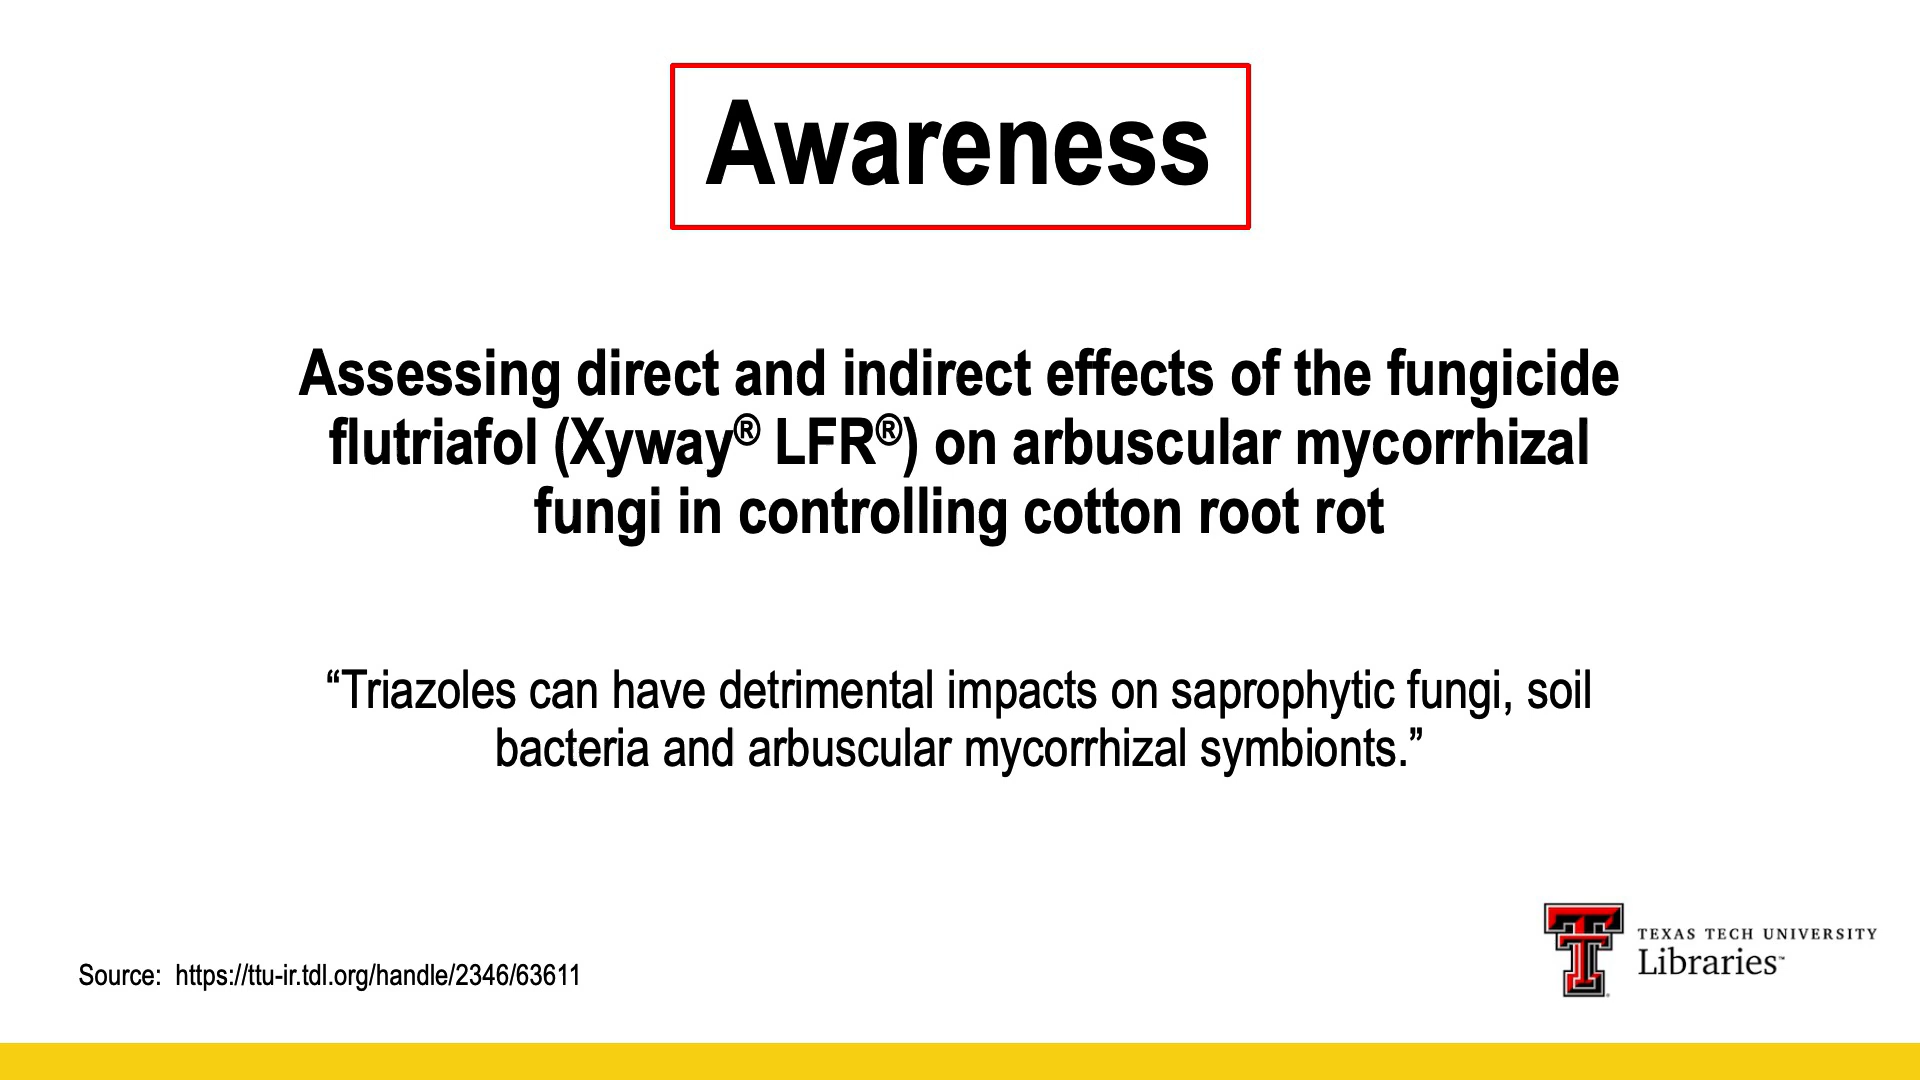 Awareness
Assessing direct and indirect effects of the fungicide
flutriafol (Xyway® LFR®) on arbuscular mycorrhizal
fungi in controlling cotton root rot
“Triazoles can have detrimental impacts on saprophytic fungi, soil
bacteria and arbuscular mycorrhizal symbionts.”
TEXAS TECH UNIVERSITY
Libraries™
Source:  https://ttu-ir.tdl.org/handle/2346/63611